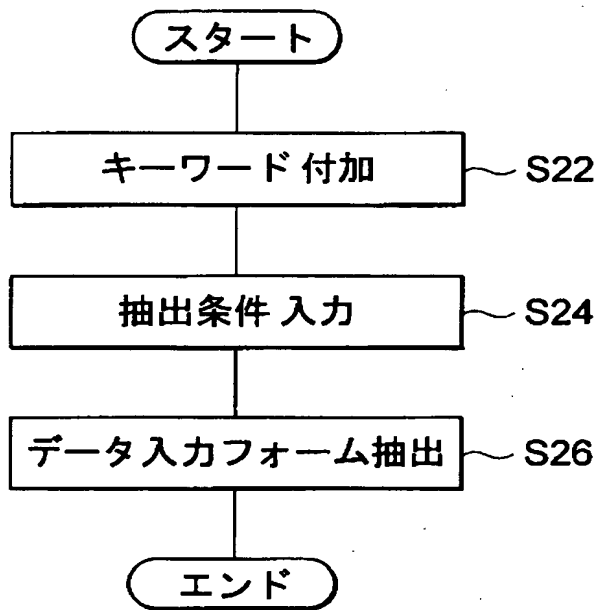 スタート
キーワード 付加
S22
抽出条件 入力
S24
データ入力フォーム抽出
S26
エンド